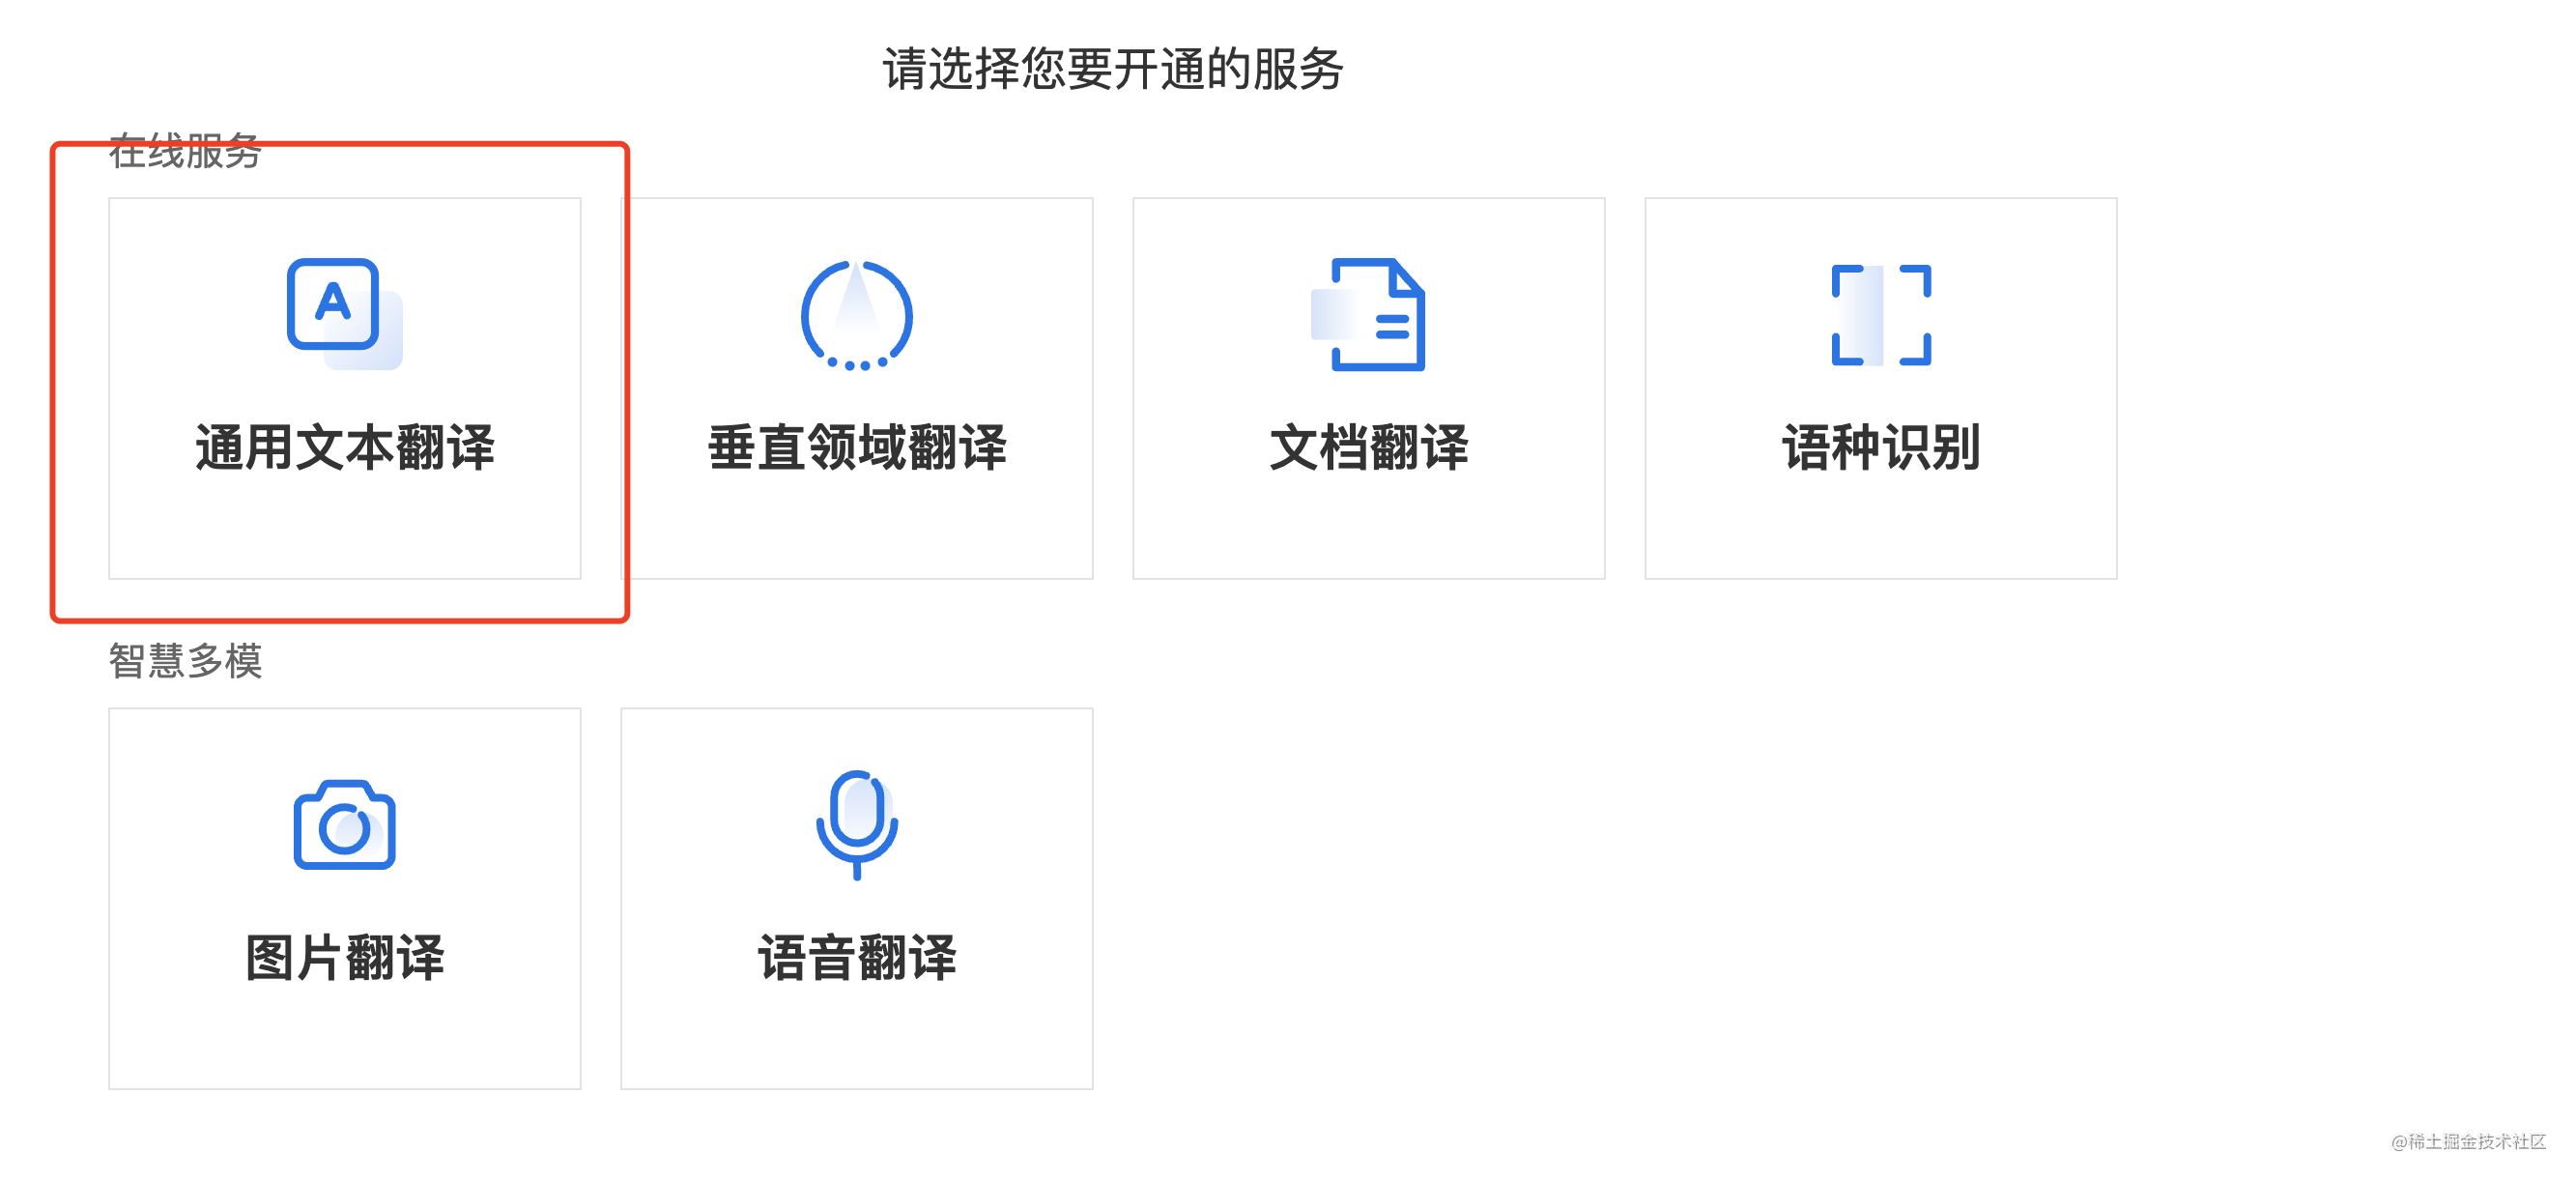 请选择您要开通的服务
在线服务
A
通用文本翻译
垂直领域翻译
文档翻译
语种识别
智慧多模
图片翻译
语音翻译
@稀土掘金技术社区